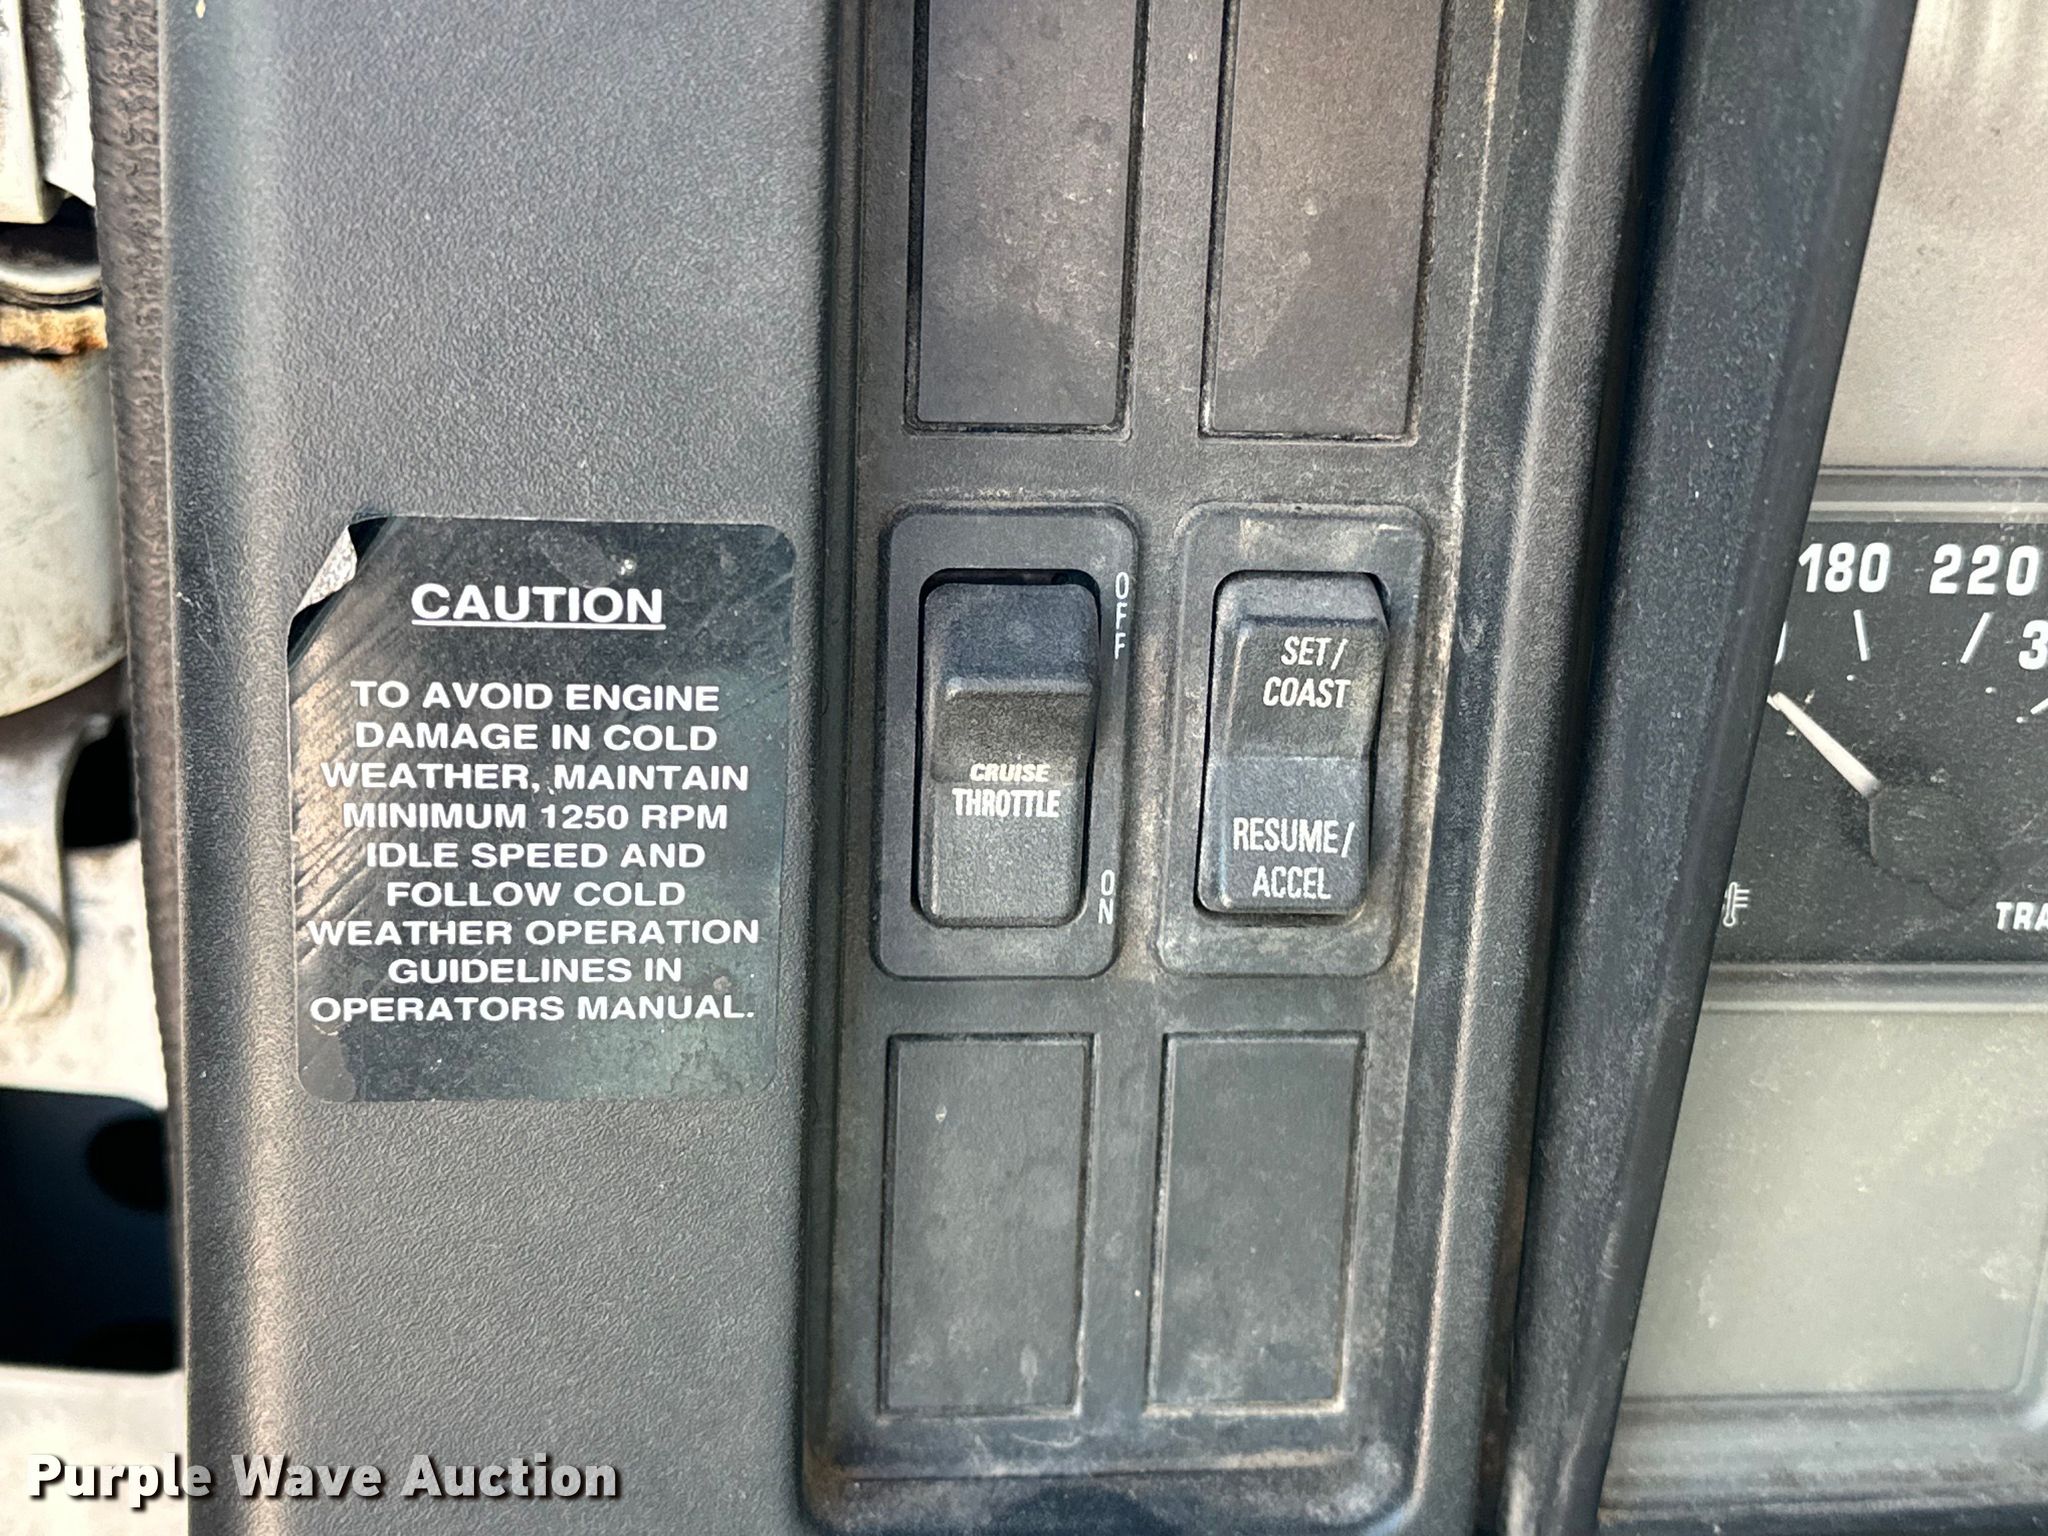 CAUTION
TO AVOID ENGINE
DAMAGE IN COLD
WEATHER, MAINTAIN
MINIMUM 1250 RPM
IDLE SPEED AND
FOLLOW COLD
WEATHER OPERATION
GUIDELINES IN
OPERATORS MANUAL.
OFF
CRUISE
THROTTLE
ON
SET/
COAST
RESUME/
ACCEL
180 220
Purple Wave Auction